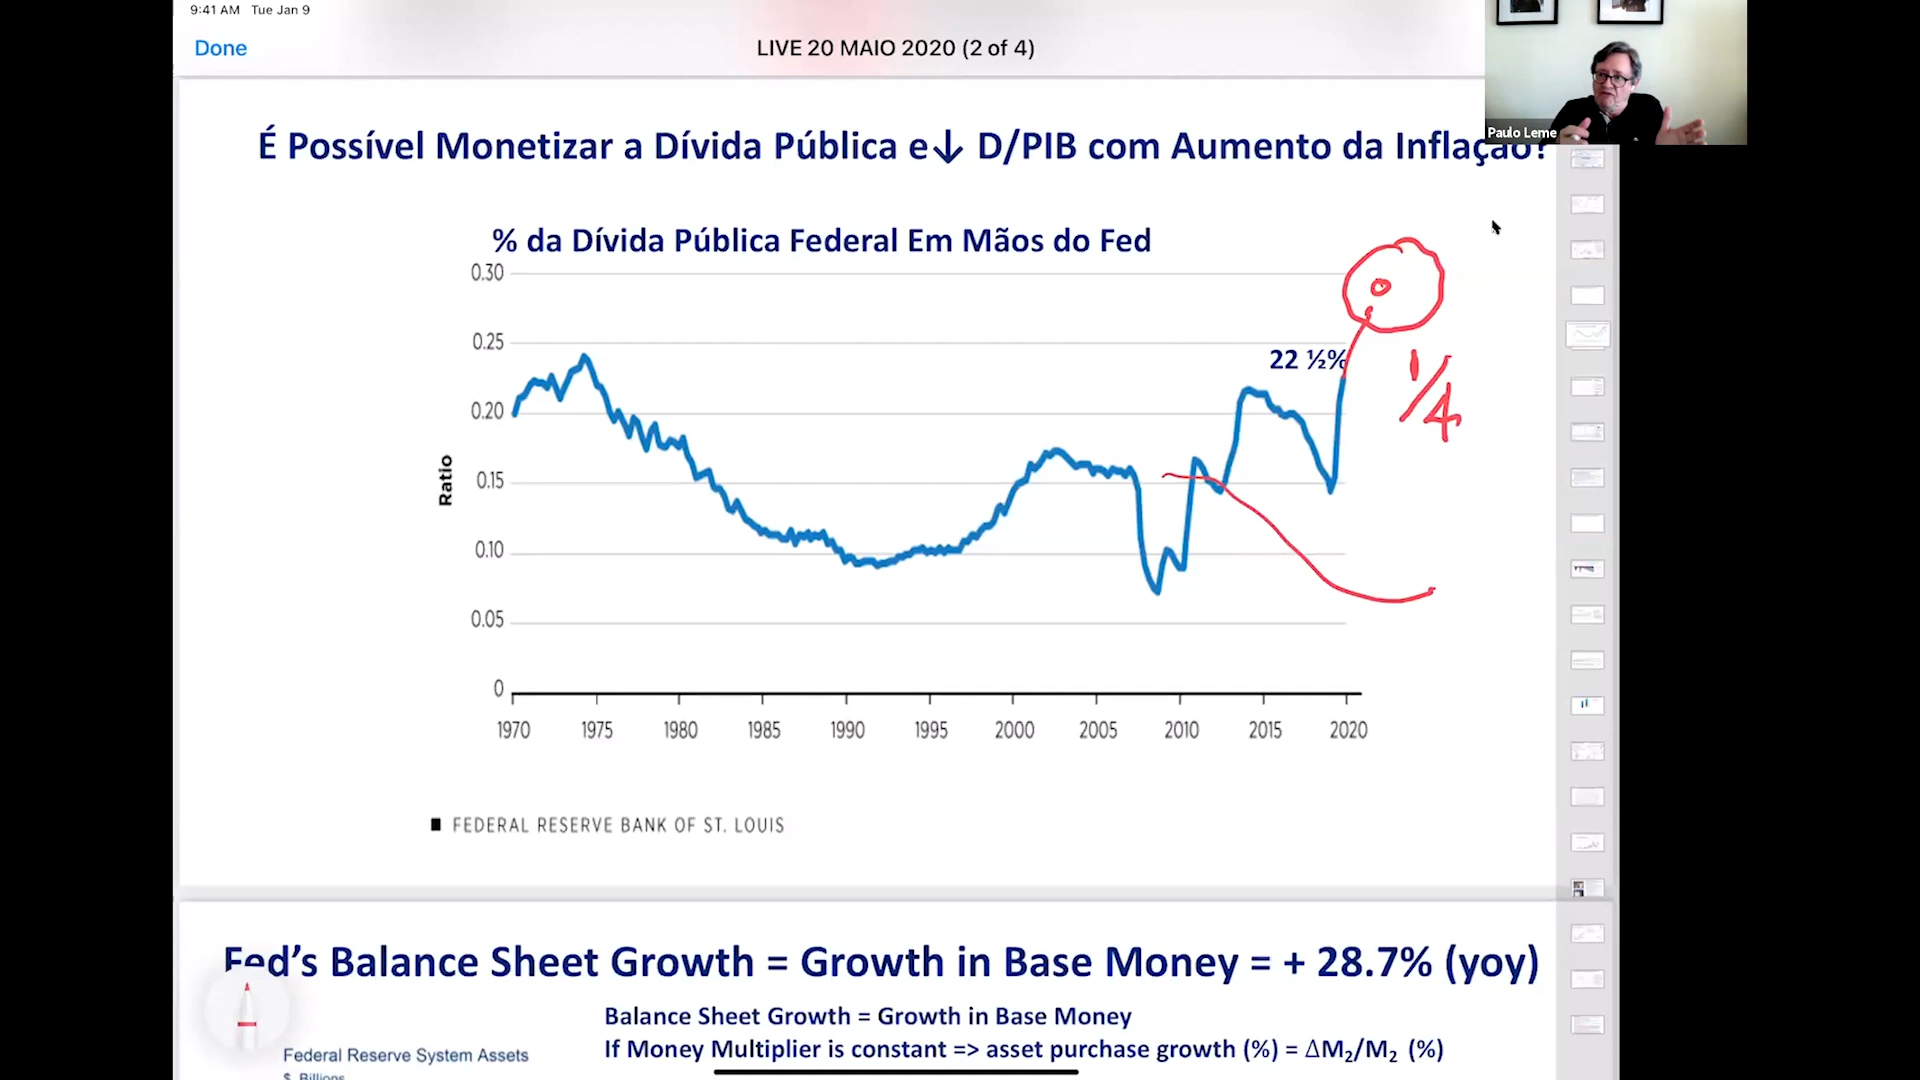 9:41 AM Tue Jan 9
Done
LIVE 20 MAIO 2020 (2 of 4)
Paulo Leme
É Possível Monetizar a Dívida Pública e↓ D/PIB com Aumento da Inflação?
% da Dívida Pública Federal Em Mãos do Fed
0.30
0.25
22 ½%
1/4
0.20
Ratio
0.15
0.10
0.05
0
1970 1975 1980 1985 1990 1995 2000 2005 2010 2015 2020
FEDERAL RESERVE BANK OF ST. LOUIS
Fed’s Balance Sheet Growth = Growth in Base Money = + 28.7% (yoy)
Balance Sheet Growth = Growth in Base Money
If Money Multiplier is constant => asset purchase growth (%) = ΔM₂/M₂ (%)
Federal Reserve System Assets
$ Billions